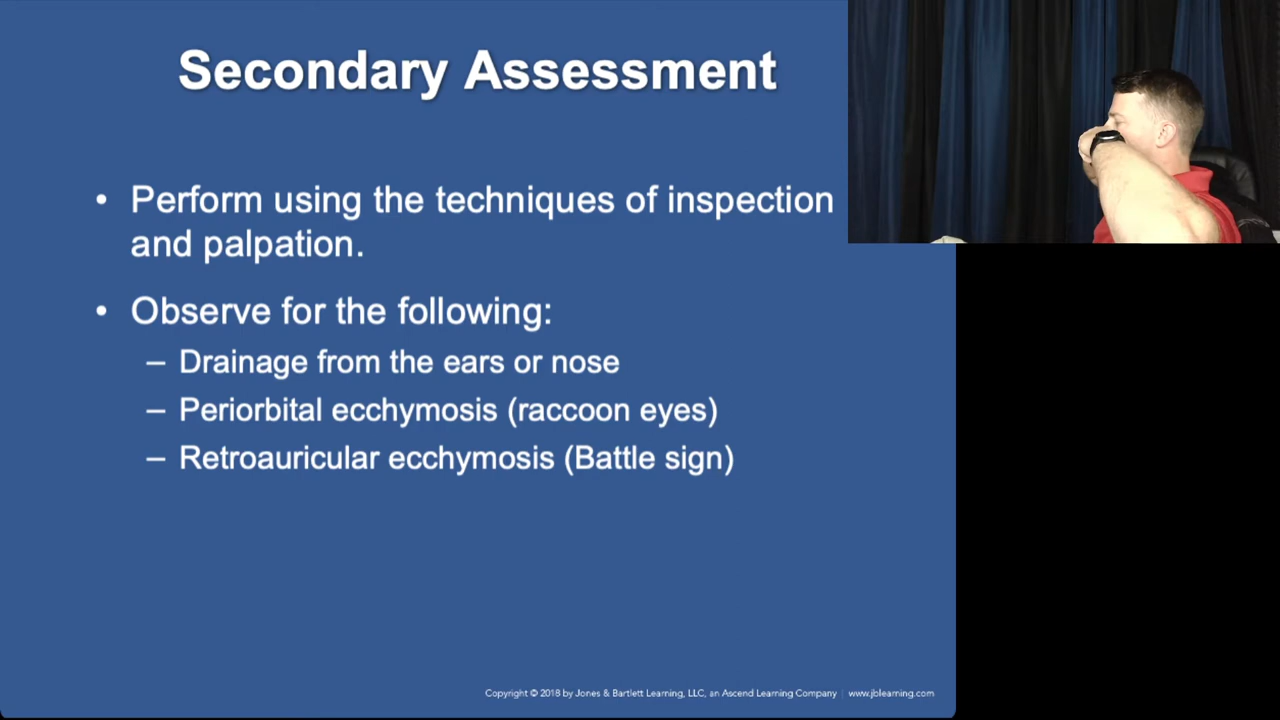 Secondary Assessment
• Perform using the techniques of inspection
and palpation.
• Observe for the following:
– Drainage from the ears or nose
– Periorbital ecchymosis (raccoon eyes)
– Retroauricular ecchymosis (Battle sign)
Copyright © 2018 by Jones & Bartlett Learning, LLC, an Ascend Learning Company | www.jblearning.com